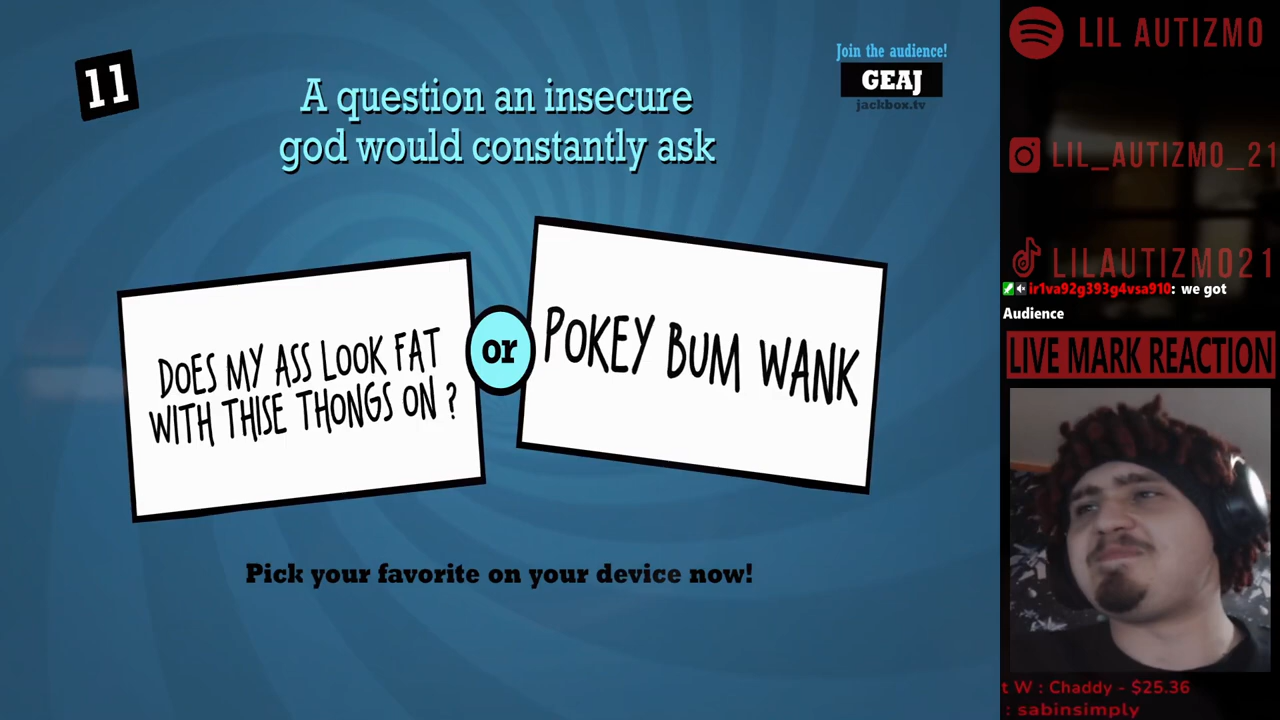 11
A question an insecure
god would constantly ask
Join the audience!
GEAJ
jackbox.tv
DOES MY ASS LOOK FAT
WITH THISE THONGS ON ?
or
POKEY BUM WANK
Pick your favorite on your device now!
LIL AUTIZMO
LIL_AUTIZMO_21
LILAUTIZMO21
ir1va92g393g4vsa910: we got
Audience
LIVE MARK REACTION
t W : Chaddy - $25.36
: sabinsimply